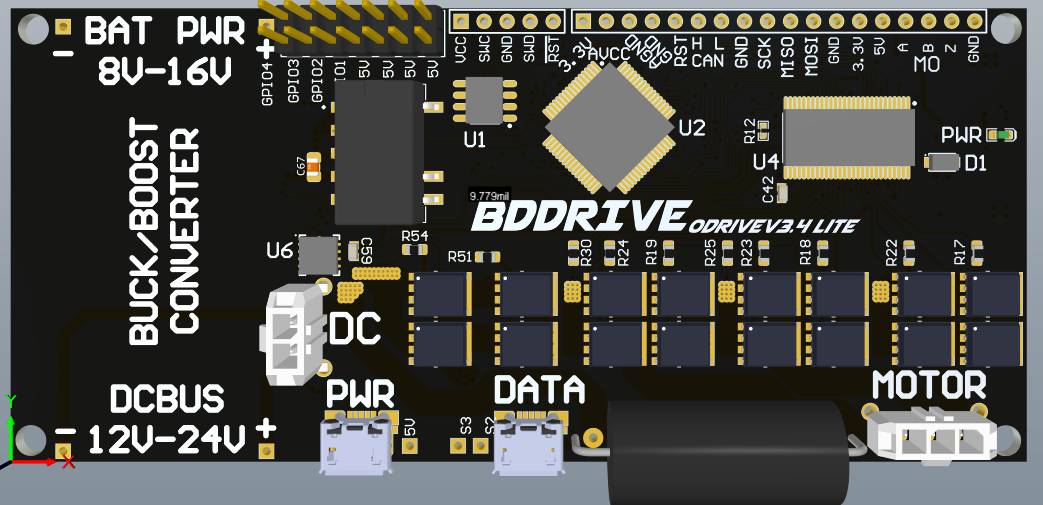 BAT PWR
- +
8V-16V
GPIO4
GPIO3
GPIO2
IO1
5V
5V
5V
5V
VCC
SWC
GND
SWD
RST
3.3V
AVCC
RST
H L
CAN
GND
SCK
MISO
MOSI
GND
3.3V
5V
A
B
Z
GND
M0
U1
U2
R12
U4
C42
PWR
D1
C67
9.779mil
BUCK/BOOST
CONVERTER
BDDRIVE ODRIVEV3.4 LITE
U6
C59
R54
R51
R30
R24
R19
R25
R23
R18
R22
R17
DC
DCBUS
- 12V-24V +
PWR
5V
S3
S2
DATA
MOTOR
Y
X